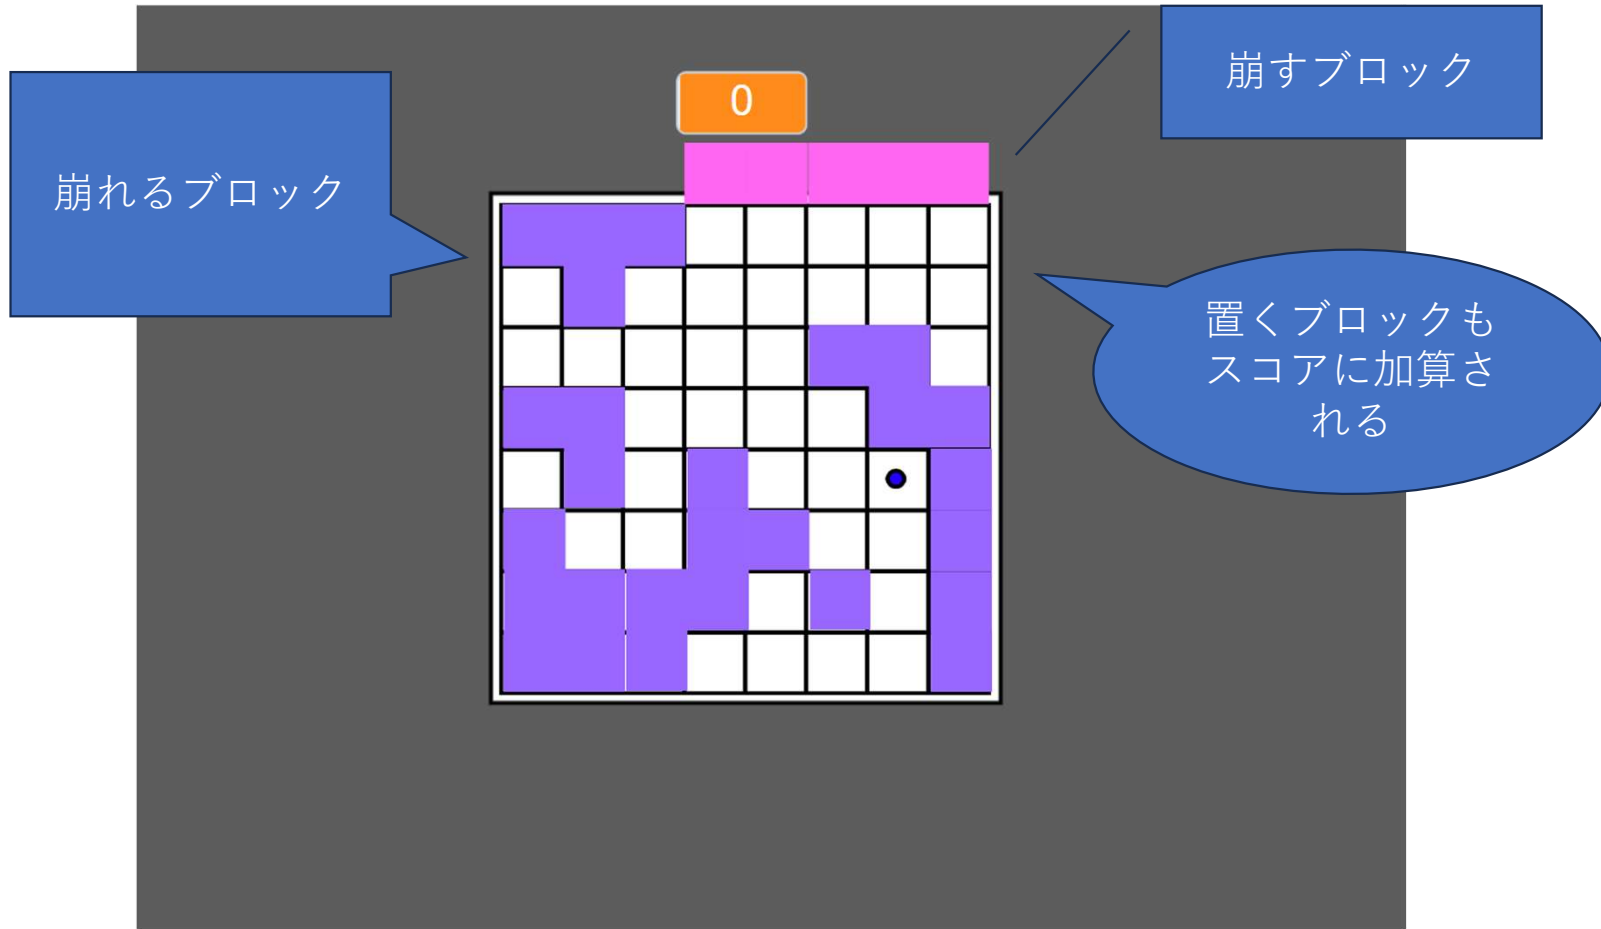 崩すブロック
0
崩れるブロック
置くブロックも
スコアに加算さ
れる